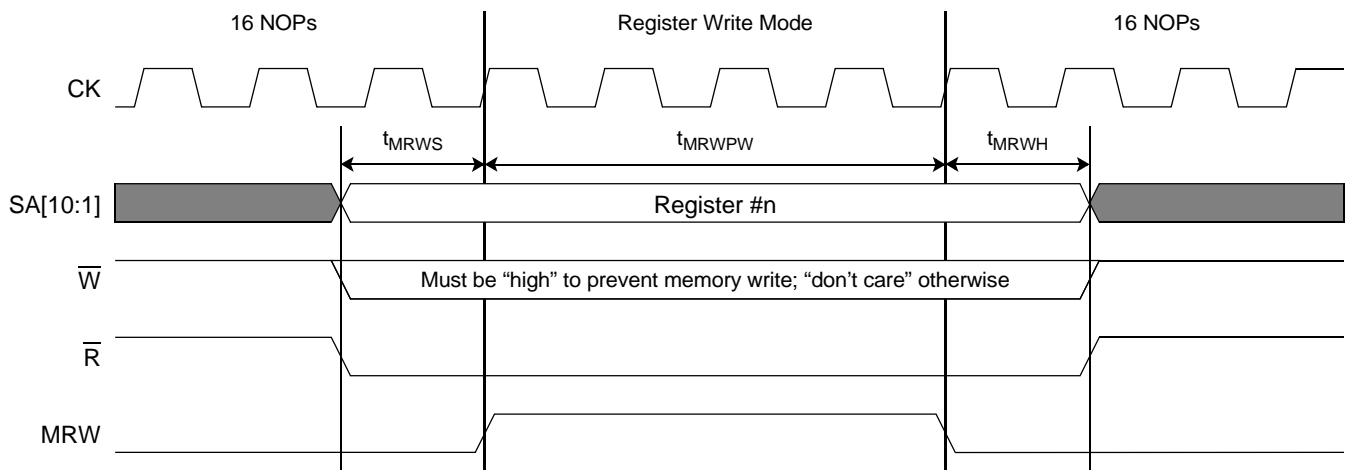 16 NOPs Register Write Mode 16 NOPs
CK
tMRWS tMRWPW tMRWH
SA[10:1] Register #n
W̅ Must be “high” to prevent memory write; “don’t care” otherwise
R̅
MRW